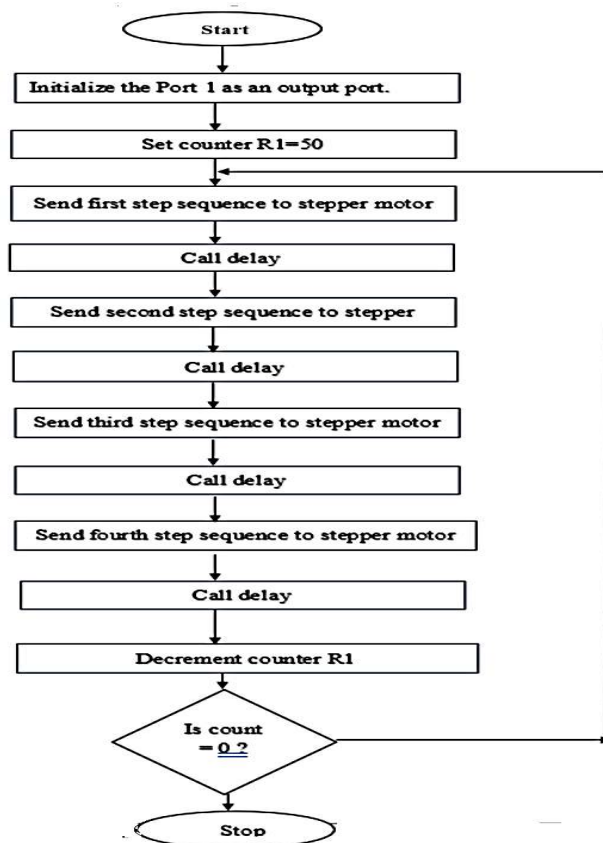 Start
Initialize the Port 1 as an output port.
Set counter R1=50
Send first step sequence to stepper motor
Call delay
Send second step sequence to stepper
Call delay
Send third step sequence to stepper motor
Call delay
Send fourth step sequence to stepper motor
Call delay
Decrement counter R1
Is count
= 0 ?
Stop